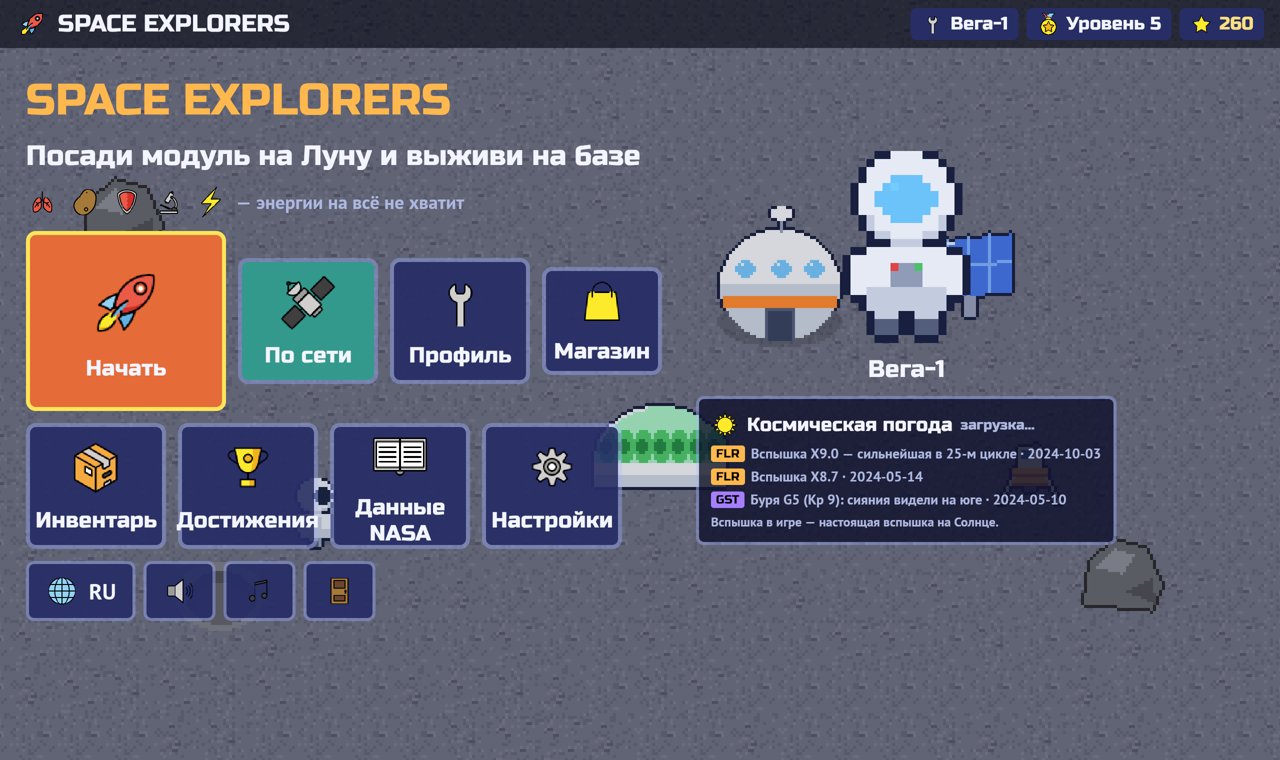 SPACE EXPLORERS
Вега-1
Уровень 5
260
SPACE EXPLORERS
Посади модуль на Луну и выживи на базе
— энергии на всё не хватит
Начать
По сети
Профиль
Магазин
Вега-1
Инвентарь
Достижения
Данные
NASA
Настройки
Космическая погода загрузка...
FLR Вспышка X9.0 — сильнейшая в 25-м цикле · 2024-10-03
FLR Вспышка X8.7 · 2024-05-14
GST Буря G5 (Kp 9): сияния видели на юге · 2024-05-10
Вспышка в игре — настоящая вспышка на Солнце.
RU